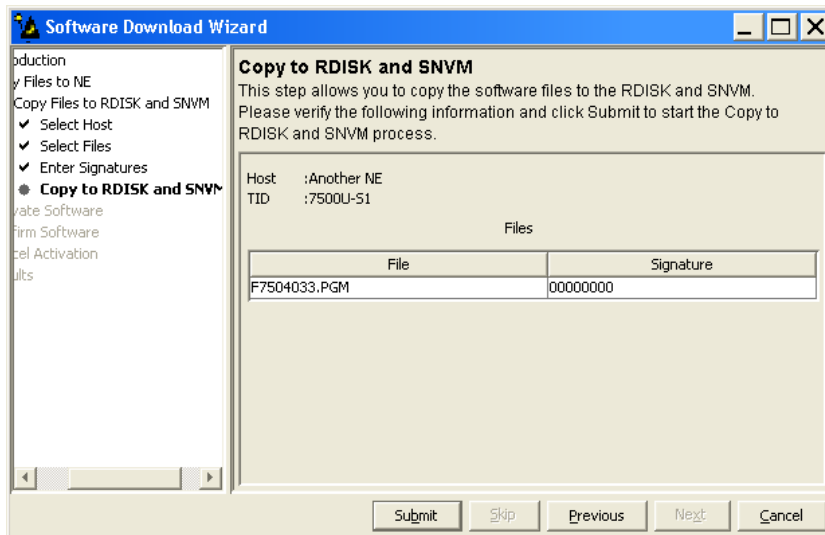 Software Download Wizard
oduction
y Files to NE
Copy Files to RDISK and SNVM
Select Host
Select Files
Enter Signatures
Copy to RDISK and SNVM
vate Software
firm Software
cel Activation
ults
Copy to RDISK and SNVM
This step allows you to copy the software files to the RDISK and SNVM.
Please verify the following information and click Submit to start the Copy to
RDISK and SNVM process.
Host :Another NE
TID :7500U-S1
Files
File Signature
F7504033.PGM 00000000
Submit Skip Previous Next Cancel